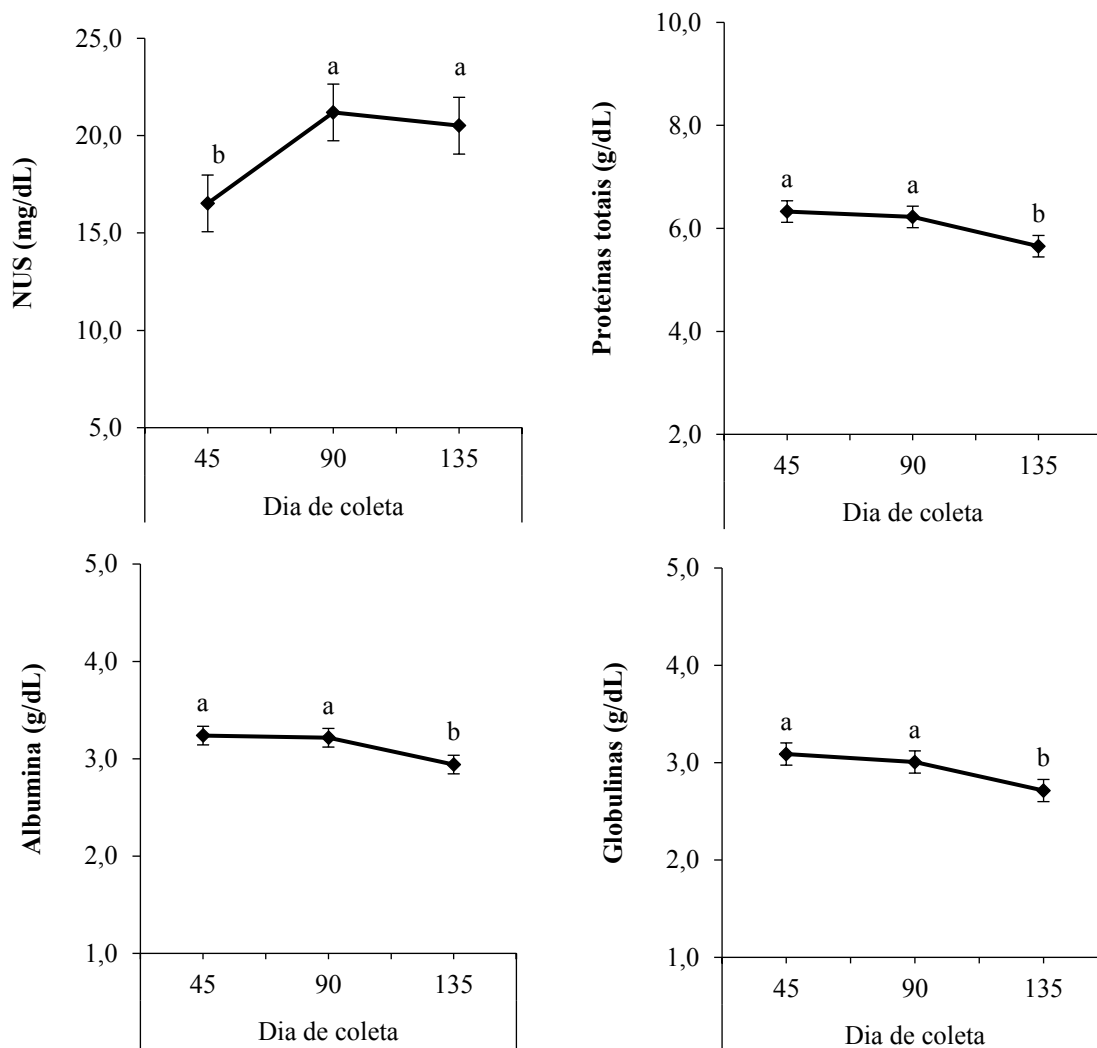 NUS (mg/dL)
25,0
20,0
15,0
10,0
5,0
b
a
a
45
90
135
Dia de coleta
Proteínas totais (g/dL)
10,0
8,0
6,0
4,0
2,0
a
a
b
45
90
135
Dia de coleta
Albumina (g/dL)
5,0
4,0
3,0
2,0
1,0
a
a
b
45
90
135
Dia de coleta
Globulinas (g/dL)
5,0
4,0
3,0
2,0
1,0
a
a
b
45
90
135
Dia de coleta